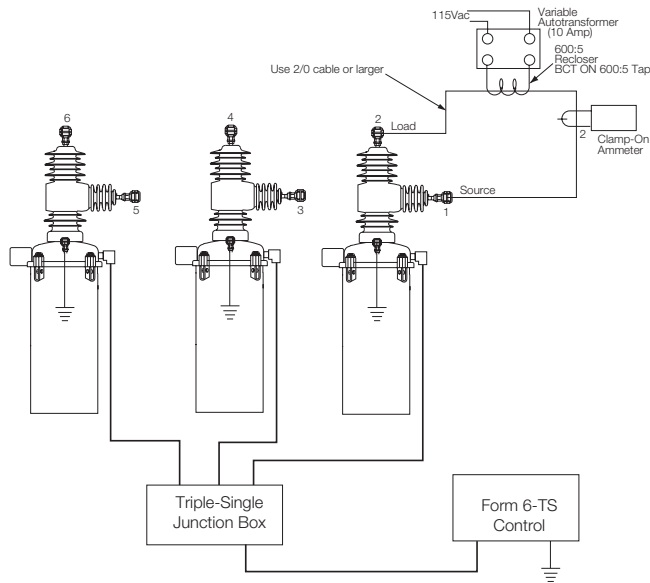 115Vac
Variable
Autotransformer
(10 Amp)
600:5
Recloser
BCT ON 600:5 Tap
Use 2/0 cable or larger
6
4
2
Load
2
Clamp-On
Ammeter
5
3
1
Source
Triple-Single
Junction Box
Form 6-TS
Control